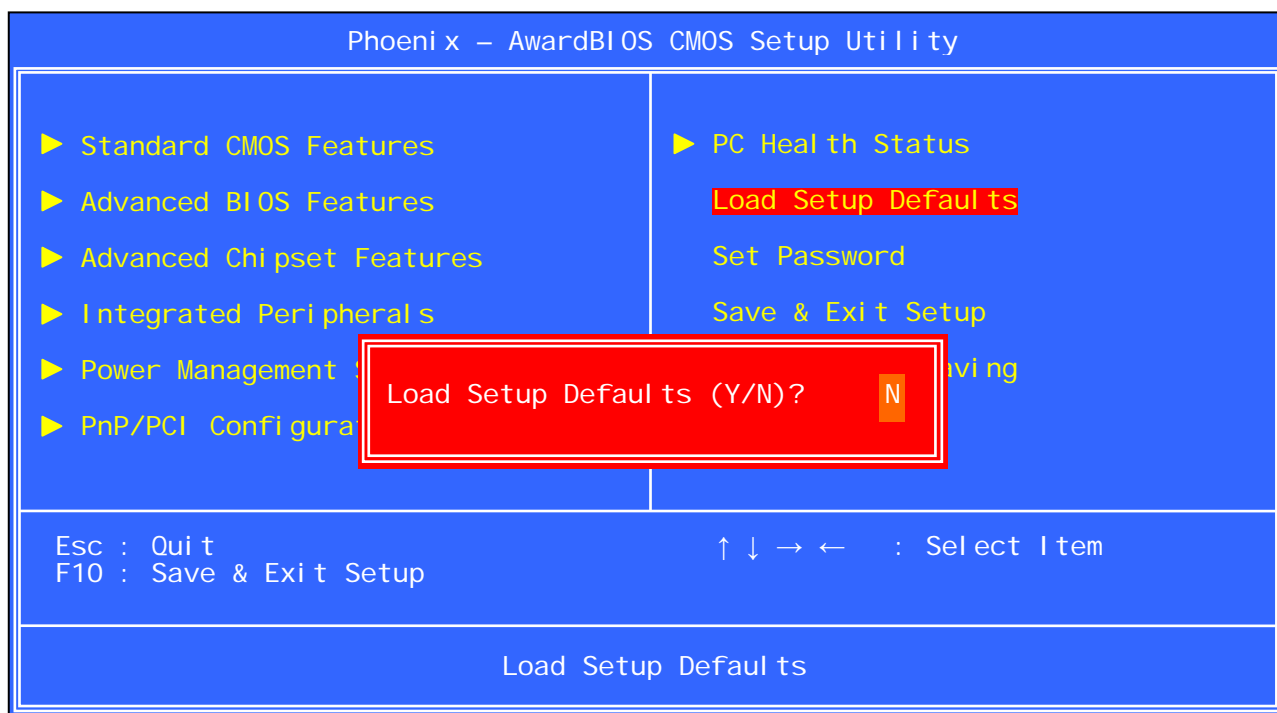 Phoenix – AwardBIOS CMOS Setup Utility
▶ Standard CMOS Features
▶ Advanced BIOS Features
▶ Advanced Chipset Features
▶ Integrated Peripherals
▶ Power Management
▶ PnP/PCI
▶ PC Health Status
Load Setup Defaults
Set Password
Save & Exit Setup
Load Setup Defaults (Y/N)? N
Esc : Quit
F10 : Save & Exit Setup
↑ ↓ → ← : Select Item
Load Setup Defaults